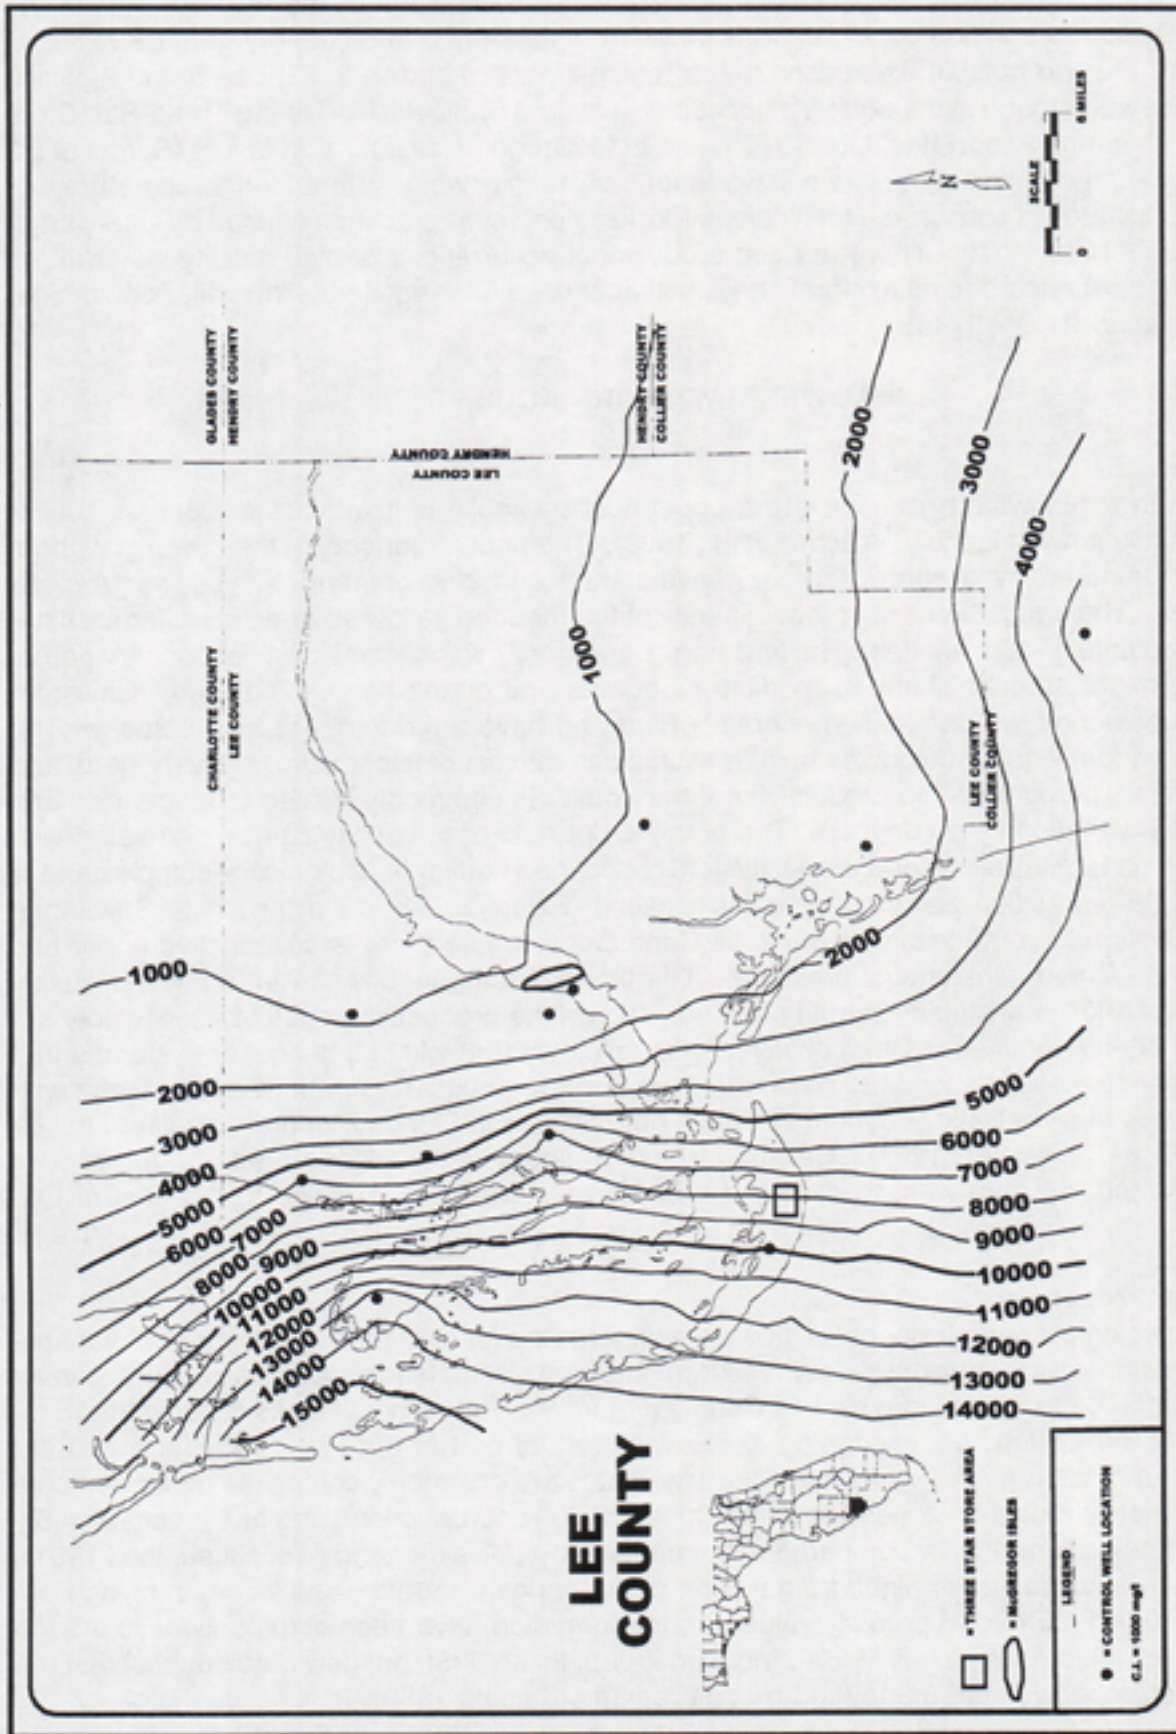 GLADES COUNTY
HENDRY COUNTY
CHARLOTTE COUNTY
LEE COUNTY
LEE COUNTY
HENDRY COUNTY
HENDRY COUNTY
COLLIER COUNTY
LEE COUNTY
COLLIER COUNTY
N
SCALE
0
6 MILES
1000
2000
3000
4000
5000
6000
7000
8000
9000
10000
11000
12000
13000
14000
15000
1000
2000
3000
4000
2000
5000
6000
7000
8000
9000
10000
11000
12000
13000
14000
LEE
COUNTY
= THREE STAR STORE AREA
= McGREGOR ISLES
LEGEND
= CONTROL WELL LOCATION
C.I. = 1000 mg/l